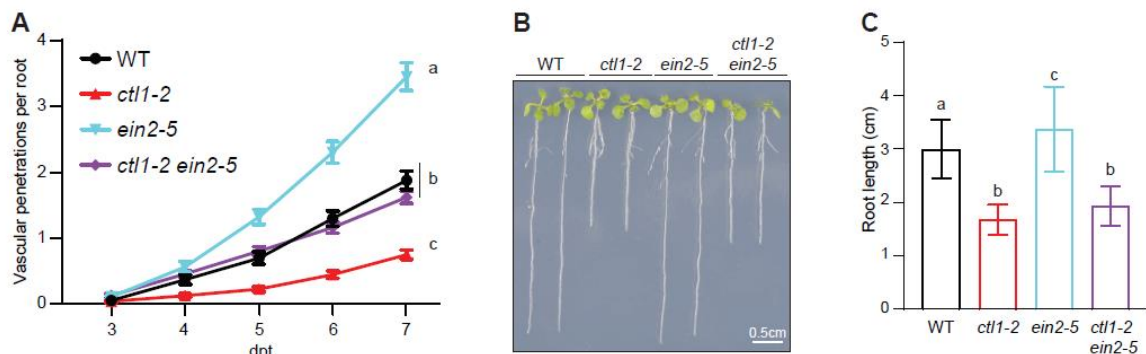 A
Vascular penetrations per root
4
3
2
1
0
WT
ctl1-2
ein2-5
ctl1-2 ein2-5
a
b
c
3 4 5 6 7
dpt
B
WT ctl1-2 ein2-5 ctl1-2 ein2-5
0.5cm
C
Root length (cm)
5
4
3
2
1
0
a
b
c
b
WT ctl1-2 ein2-5 ctl1-2 ein2-5